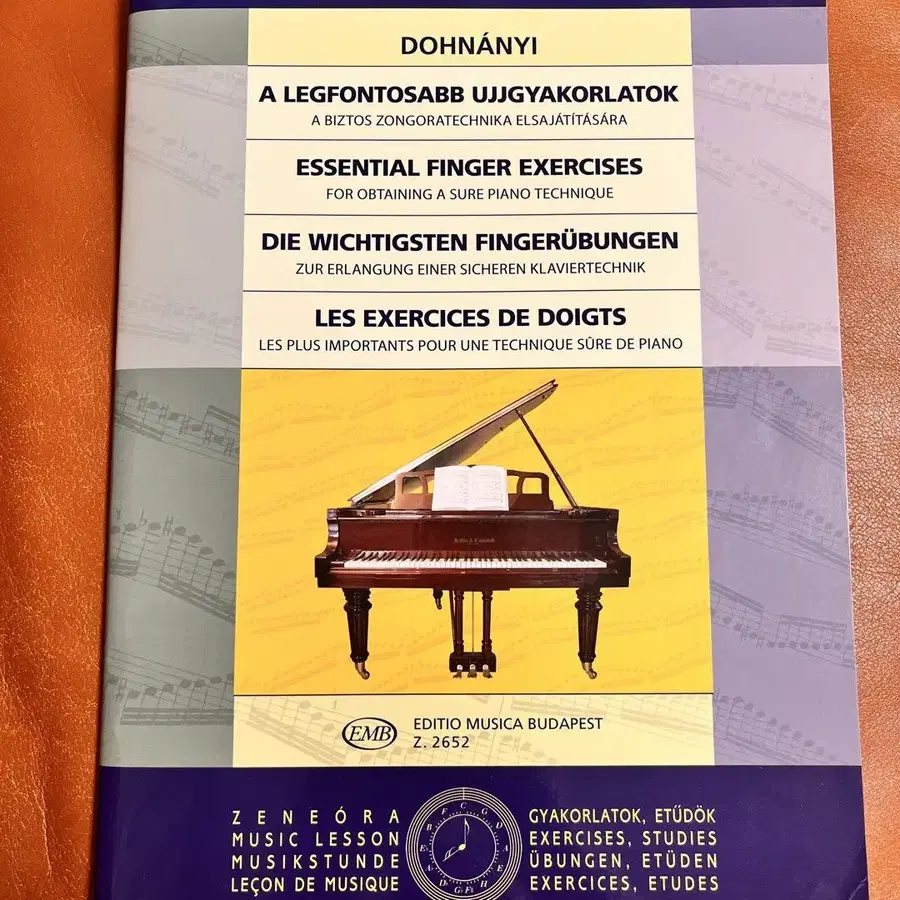 DOHNÁNYI
A LEGFONTOSABB UJJGYAKORLATOK
A BIZTOS ZONGORATECHNIKA ELSAJÁTÍTÁSÁRA
ESSENTIAL FINGER EXERCISES
FOR OBTAINING A SURE PIANO TECHNIQUE
DIE WICHTIGSTEN FINGERÜBUNGEN
ZUR ERLANGUNG EINER SICHEREN KLAVIERTECHNIK
LES EXERCICES DE DOIGTS
LES PLUS IMPORTANTS POUR UNE TECHNIQUE SÛRE DE PIANO
EMB
EDITIO MUSICA BUDAPEST
Z. 2652
ZENEÓRA
MUSIC LESSON
MUSIKSTUNDE
LEÇON DE MUSIQUE
GYAKORLATOK, ETŰDÖK
EXERCISES, STUDIES
ÜBUNGEN, ETÜDEN
EXERCICES, ETUDES